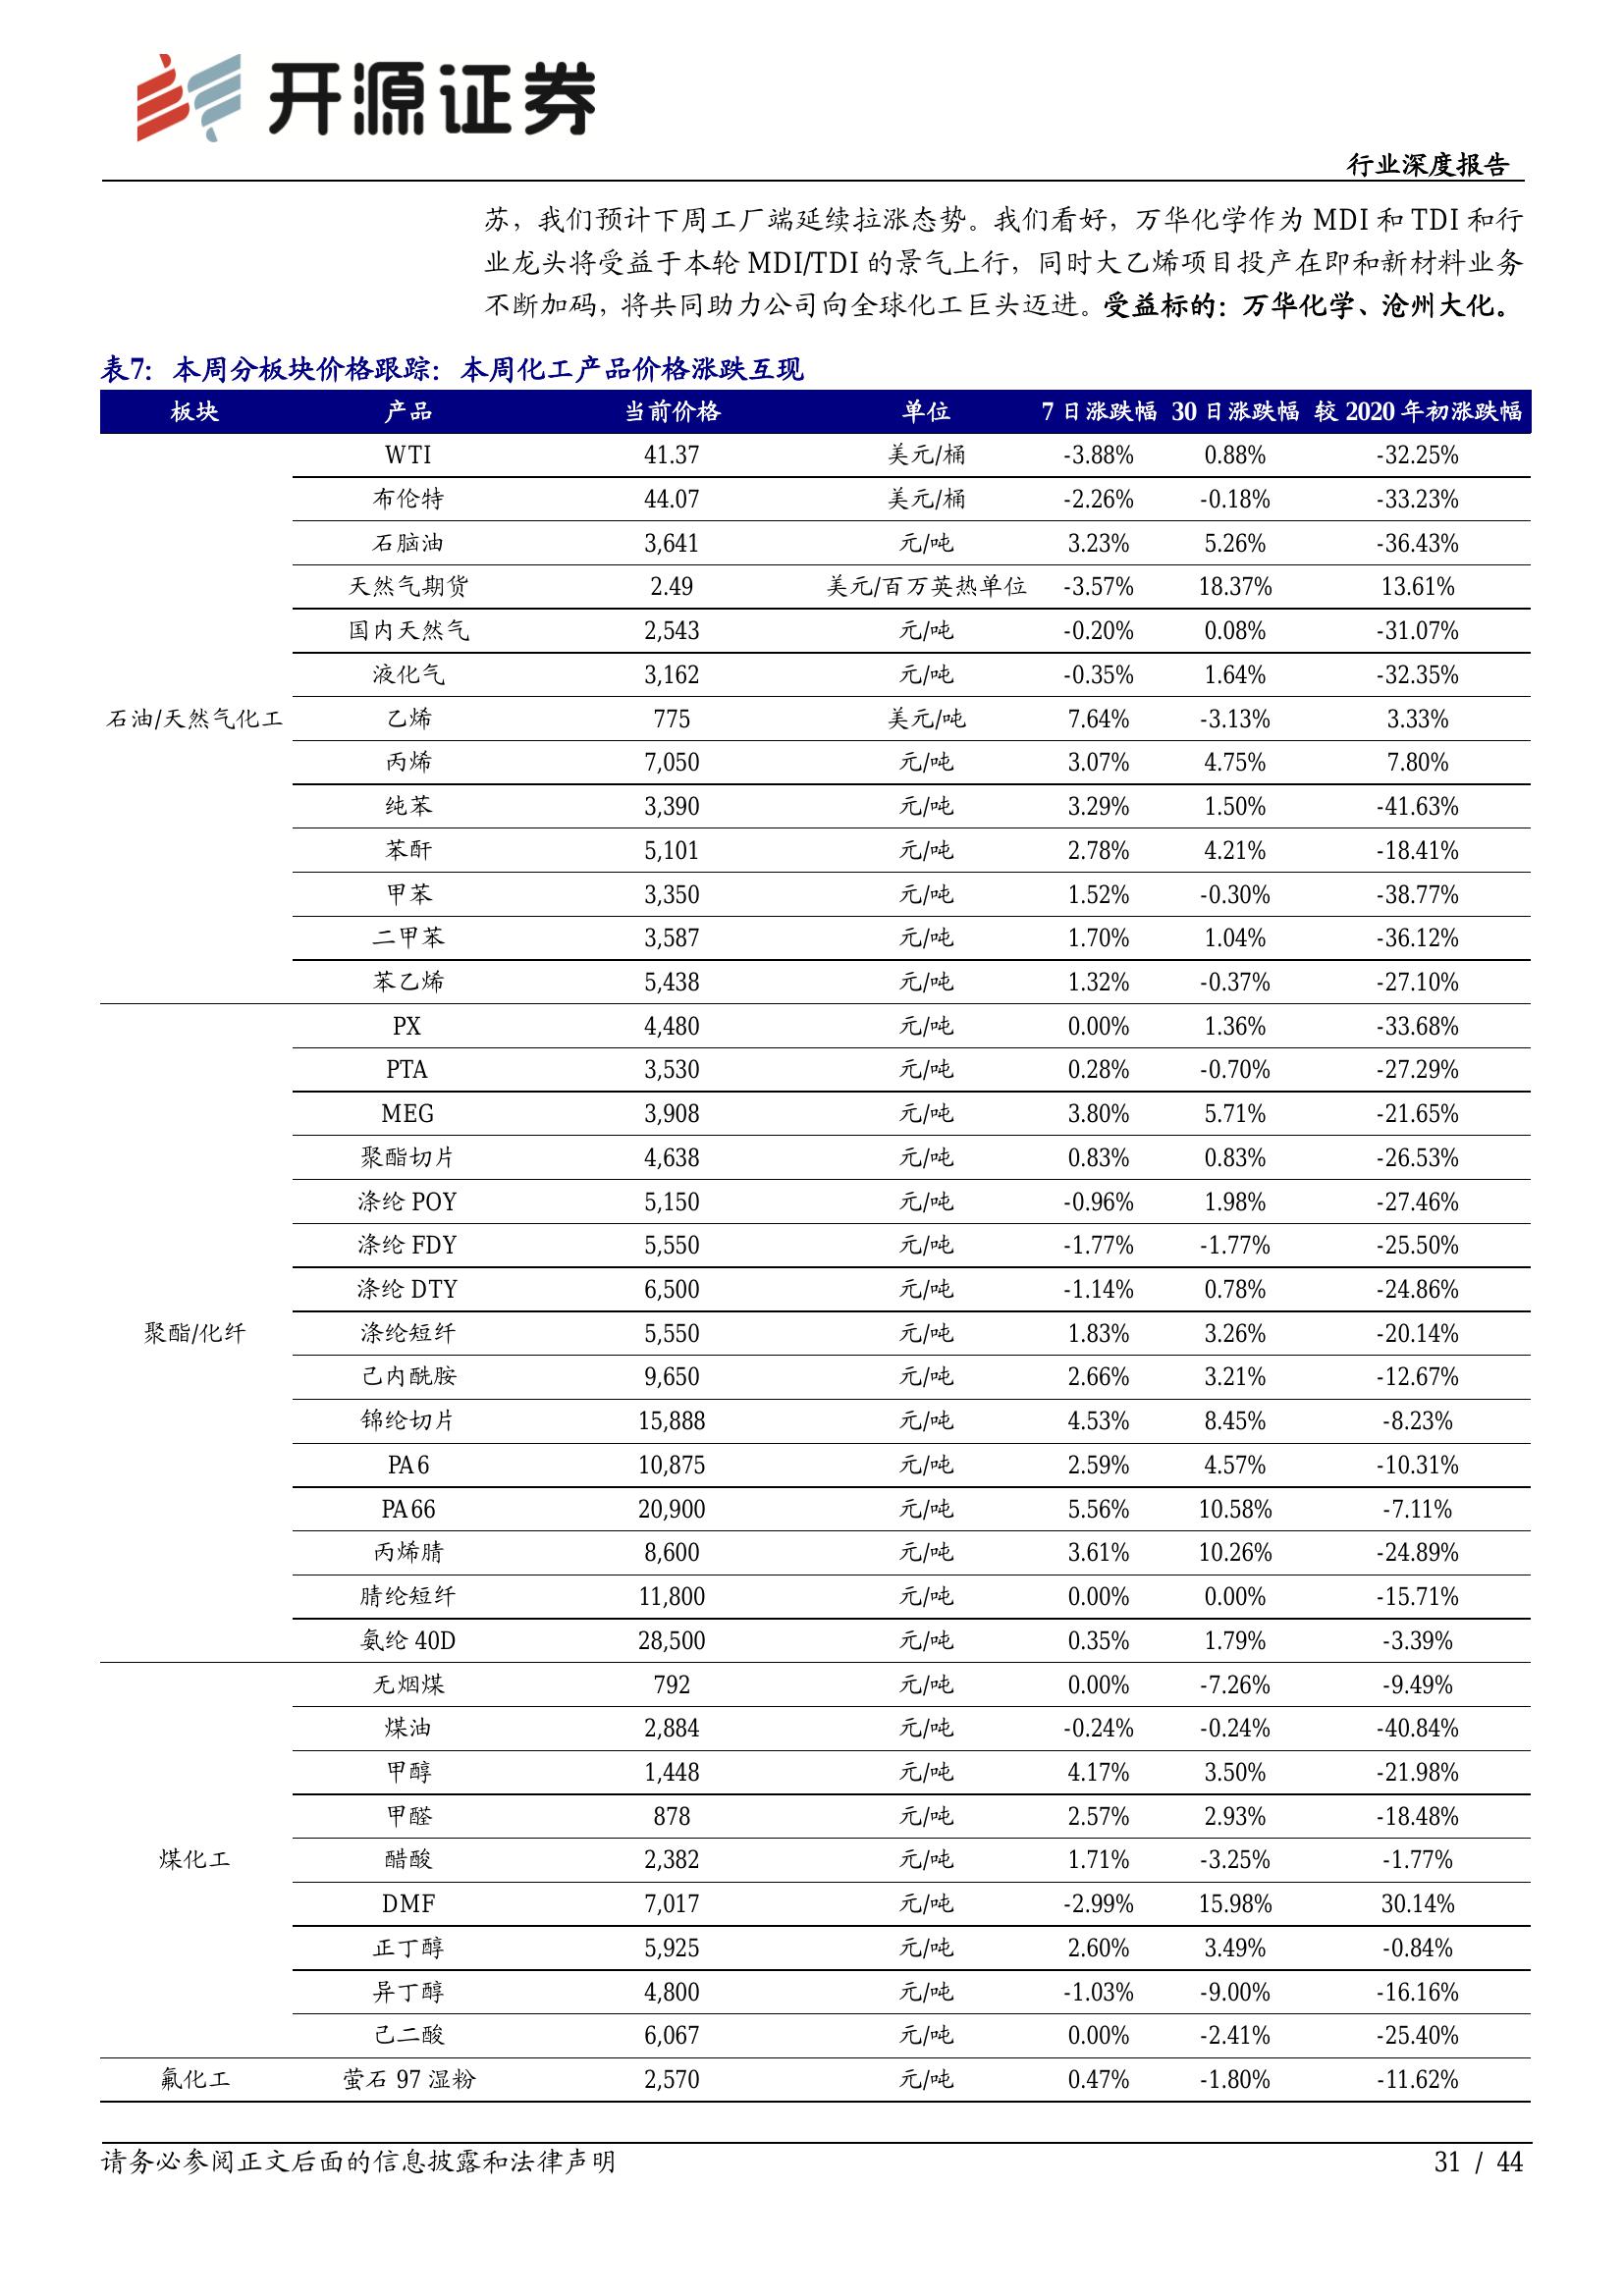 开源证券
行业深度报告
苏，我们预计下周工厂端延续拉涨态势。我们看好，万华化学作为 MDI 和 TDI 和行
业龙头将受益于本轮 MDI/TDI 的景气上行，同时大乙烯项目投产在即和新材料业务
不断加码，将共同助力公司向全球化工巨头迈进。受益标的：万华化学、沧州大化。
表7：本周分板块价格跟踪：本周化工产品价格涨跌互现
板块 产品 当前价格 单位 7 日涨跌幅 30 日涨跌幅 较 2020 年初涨跌幅
WTI 41.37 美元/桶 -3.88% 0.88% -32.25%
布伦特 44.07 美元/桶 -2.26% -0.18% -33.23%
石脑油 3,641 元/吨 3.23% 5.26% -36.43%
天然气期货 2.49 美元/百万英热单位 -3.57% 18.37% 13.61%
国内天然气 2,543 元/吨 -0.20% 0.08% -31.07%
液化气 3,162 元/吨 -0.35% 1.64% -32.35%
石油/天然气化工 乙烯 775 美元/吨 7.64% -3.13% 3.33%
丙烯 7,050 元/吨 3.07% 4.75% 7.80%
纯苯 3,390 元/吨 3.29% 1.50% -41.63%
苯酐 5,101 元/吨 2.78% 4.21% -18.41%
甲苯 3,350 元/吨 1.52% -0.30% -38.77%
二甲苯 3,587 元/吨 1.70% 1.04% -36.12%
苯乙烯 5,438 元/吨 1.32% -0.37% -27.10%
PX 4,480 元/吨 0.00% 1.36% -33.68%
PTA 3,530 元/吨 0.28% -0.70% -27.29%
MEG 3,908 元/吨 3.80% 5.71% -21.65%
聚酯切片 4,638 元/吨 0.83% 0.83% -26.53%
涤纶 POY 5,150 元/吨 -0.96% 1.98% -27.46%
涤纶 FDY 5,550 元/吨 -1.77% -1.77% -25.50%
涤纶 DTY 6,500 元/吨 -1.14% 0.78% -24.86%
聚酯/化纤 涤纶短纤 5,550 元/吨 1.83% 3.26% -20.14%
己内酰胺 9,650 元/吨 2.66% 3.21% -12.67%
锦纶切片 15,888 元/吨 4.53% 8.45% -8.23%
PA6 10,875 元/吨 2.59% 4.57% -10.31%
PA66 20,900 元/吨 5.56% 10.58% -7.11%
丙烯腈 8,600 元/吨 3.61% 10.26% -24.89%
腈纶短纤 11,800 元/吨 0.00% 0.00% -15.71%
氨纶 40D 28,500 元/吨 0.35% 1.79% -3.39%
无烟煤 792 元/吨 0.00% -7.26% -9.49%
煤油 2,884 元/吨 -0.24% -0.24% -40.84%
甲醇 1,448 元/吨 4.17% 3.50% -21.98%
甲醛 878 元/吨 2.57% 2.93% -18.48%
煤化工 醋酸 2,382 元/吨 1.71% -3.25% -1.77%
DMF 7,017 元/吨 -2.99% 15.98% 30.14%
正丁醇 5,925 元/吨 2.60% 3.49% -0.84%
异丁醇 4,800 元/吨 -1.03% -9.00% -16.16%
己二酸 6,067 元/吨 0.00% -2.41% -25.40%
氟化工 萤石 97 湿粉 2,570 元/吨 0.47% -1.80% -11.62%
请务必参阅正文后面的信息披露和法律声明 31 / 44